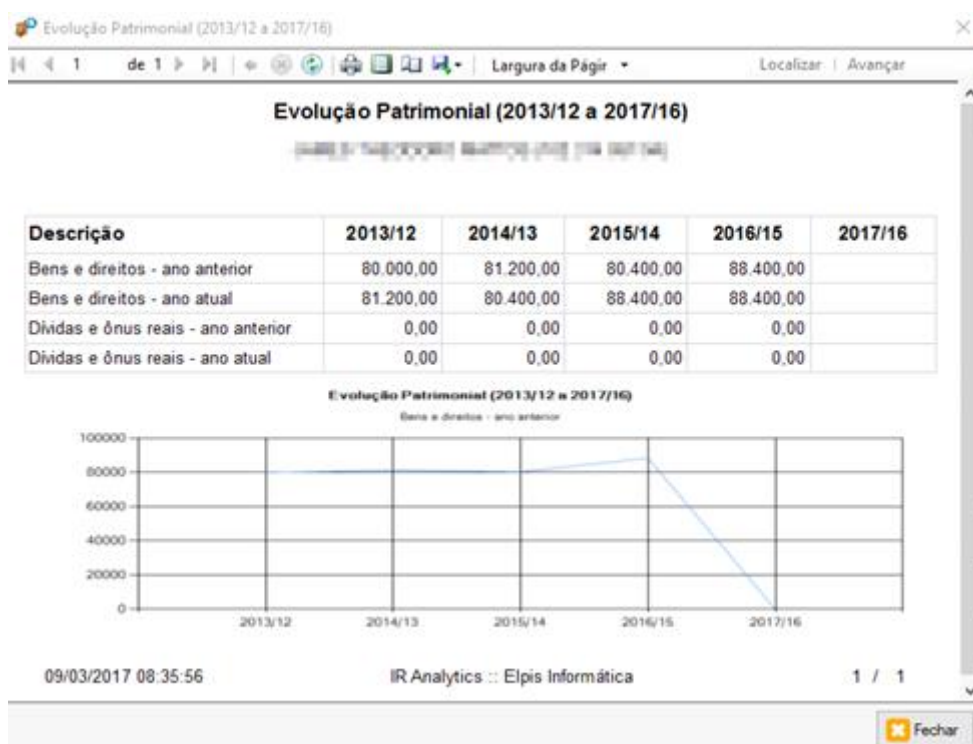 Evolução Patrimonial (2013/12 a 2017/16)
1 de 1 Largura da Págir Localizar | Avançar
Evolução Patrimonial (2013/12 a 2017/16)
Descrição 2013/12 2014/13 2015/14 2016/15 2017/16
Bens e direitos - ano anterior 80.000,00 81.200,00 80.400,00 88.400,00
Bens e direitos - ano atual 81.200,00 80.400,00 88.400,00 88.400,00
Dívidas e ônus reais - ano anterior 0,00 0,00 0,00 0,00
Dívidas e ônus reais - ano atual 0,00 0,00 0,00 0,00
Evolução Patrimonial (2013/12 a 2017/16)
Bens e direitos - ano anterior
100000
80000
60000
40000
20000
0
2013/12 2014/13 2015/14 2016/15 2017/16
09/03/2017 08:35:56 IR Analytics :: Elpis Informática 1 / 1
Fechar